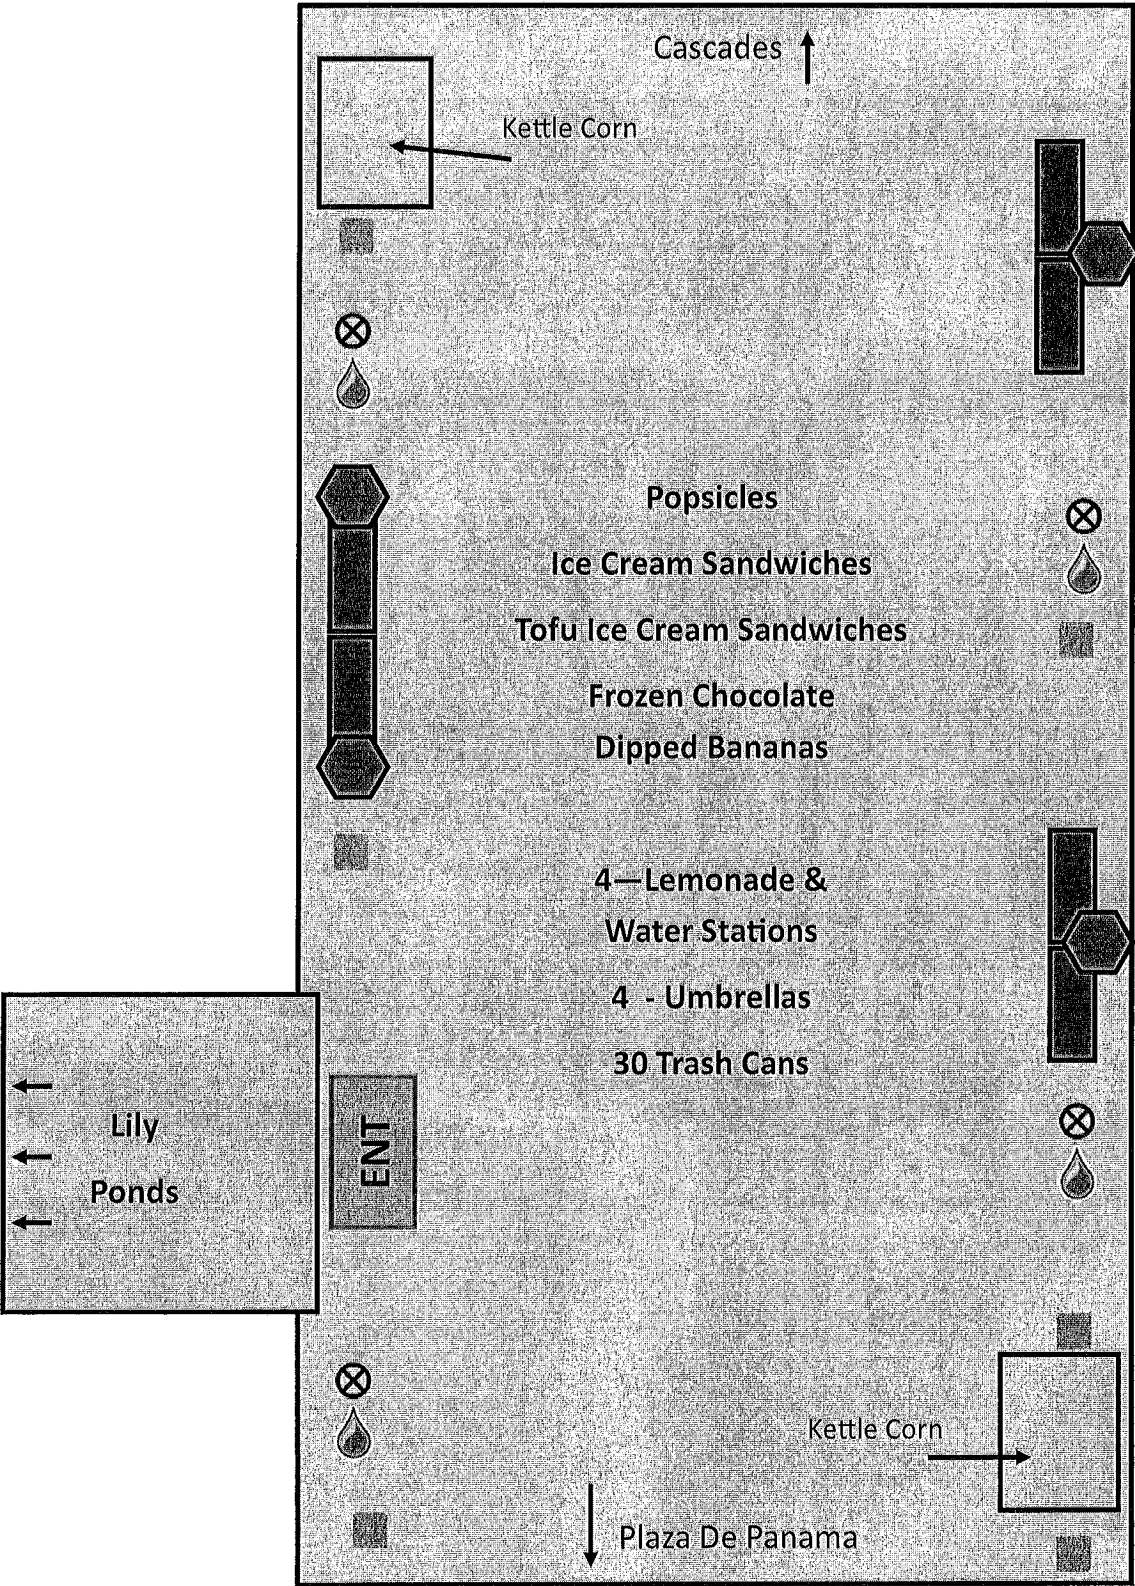 Cascades
Kettle Corn
Popsicles
Ice Cream Sandwiches
Tofu Ice Cream Sandwiches
Frozen Chocolate
Dipped Bananas
4—Lemonade &
Water Stations
4 - Umbrellas
30 Trash Cans
Lily
Ponds
ENT
Kettle Corn
Plaza De Panama